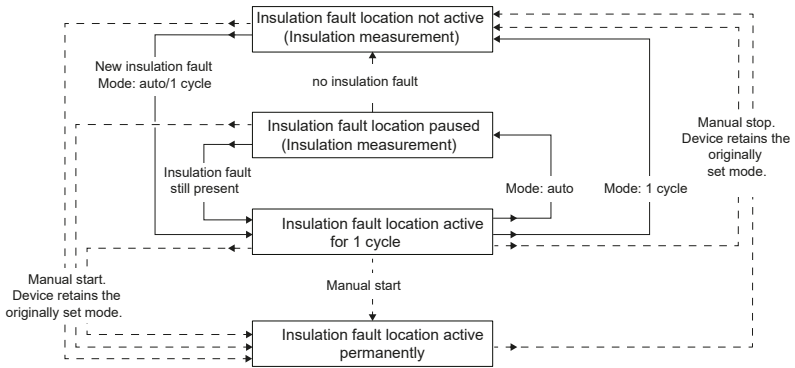 Insulation fault location not active
(Insulation measurement)
New insulation fault
Mode: auto/1 cycle
no insulation fault
Insulation fault location paused
(Insulation measurement)
Manual stop.
Device retains the
originally
set mode.
Insulation fault
still present
Mode: auto
Mode: 1 cycle
Insulation fault location active
for 1 cycle
Manual start.
Device retains the
originally set mode.
Manual start
Insulation fault location active
permanently